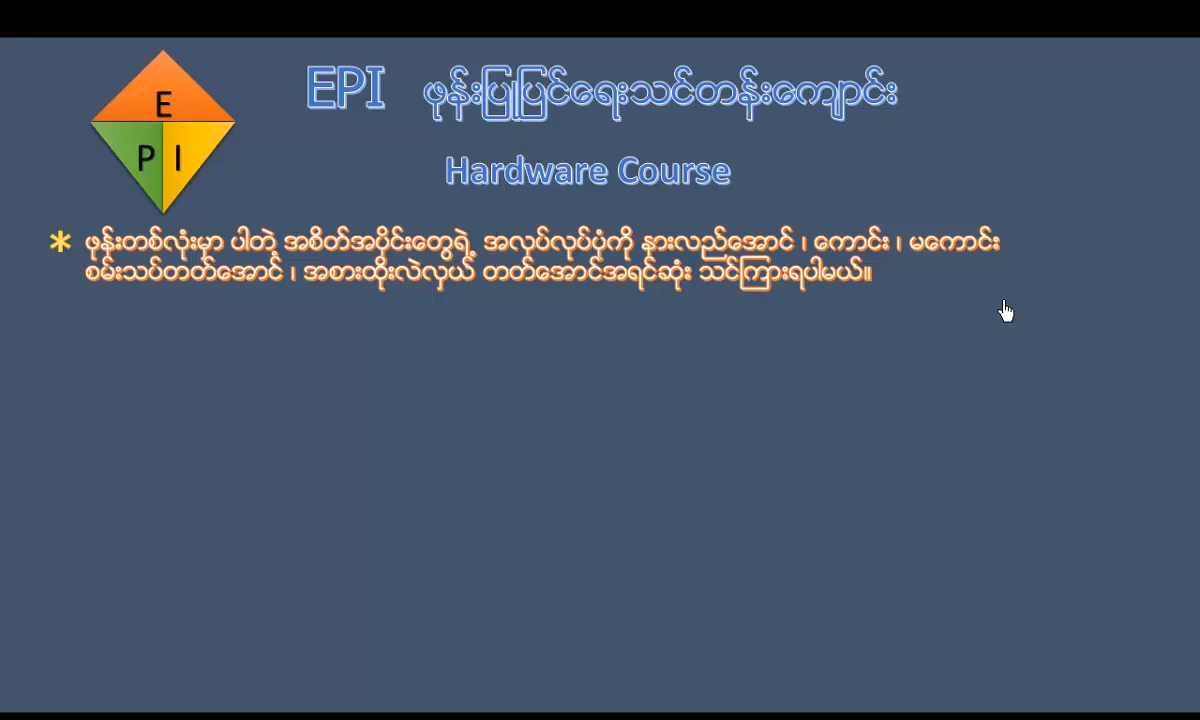 E
P I
EPI ဖုန်းပြုပြင်ရေးသင်တန်းကျောင်း
Hardware Course
* ဖုန်းတစ်လုံးမှာ ပါတဲ့ အစိတ်အပိုင်းတွေရဲ့ အလုပ်လုပ်ပုံကို နားလည်အောင် ၊ ကောင်း ၊ မကောင်း
စမ်းသပ်တတ်အောင် ၊ အစားထိုးလဲလှယ် တတ်အောင်အရင်ဆုံး သင်ကြားရပါမယ်။